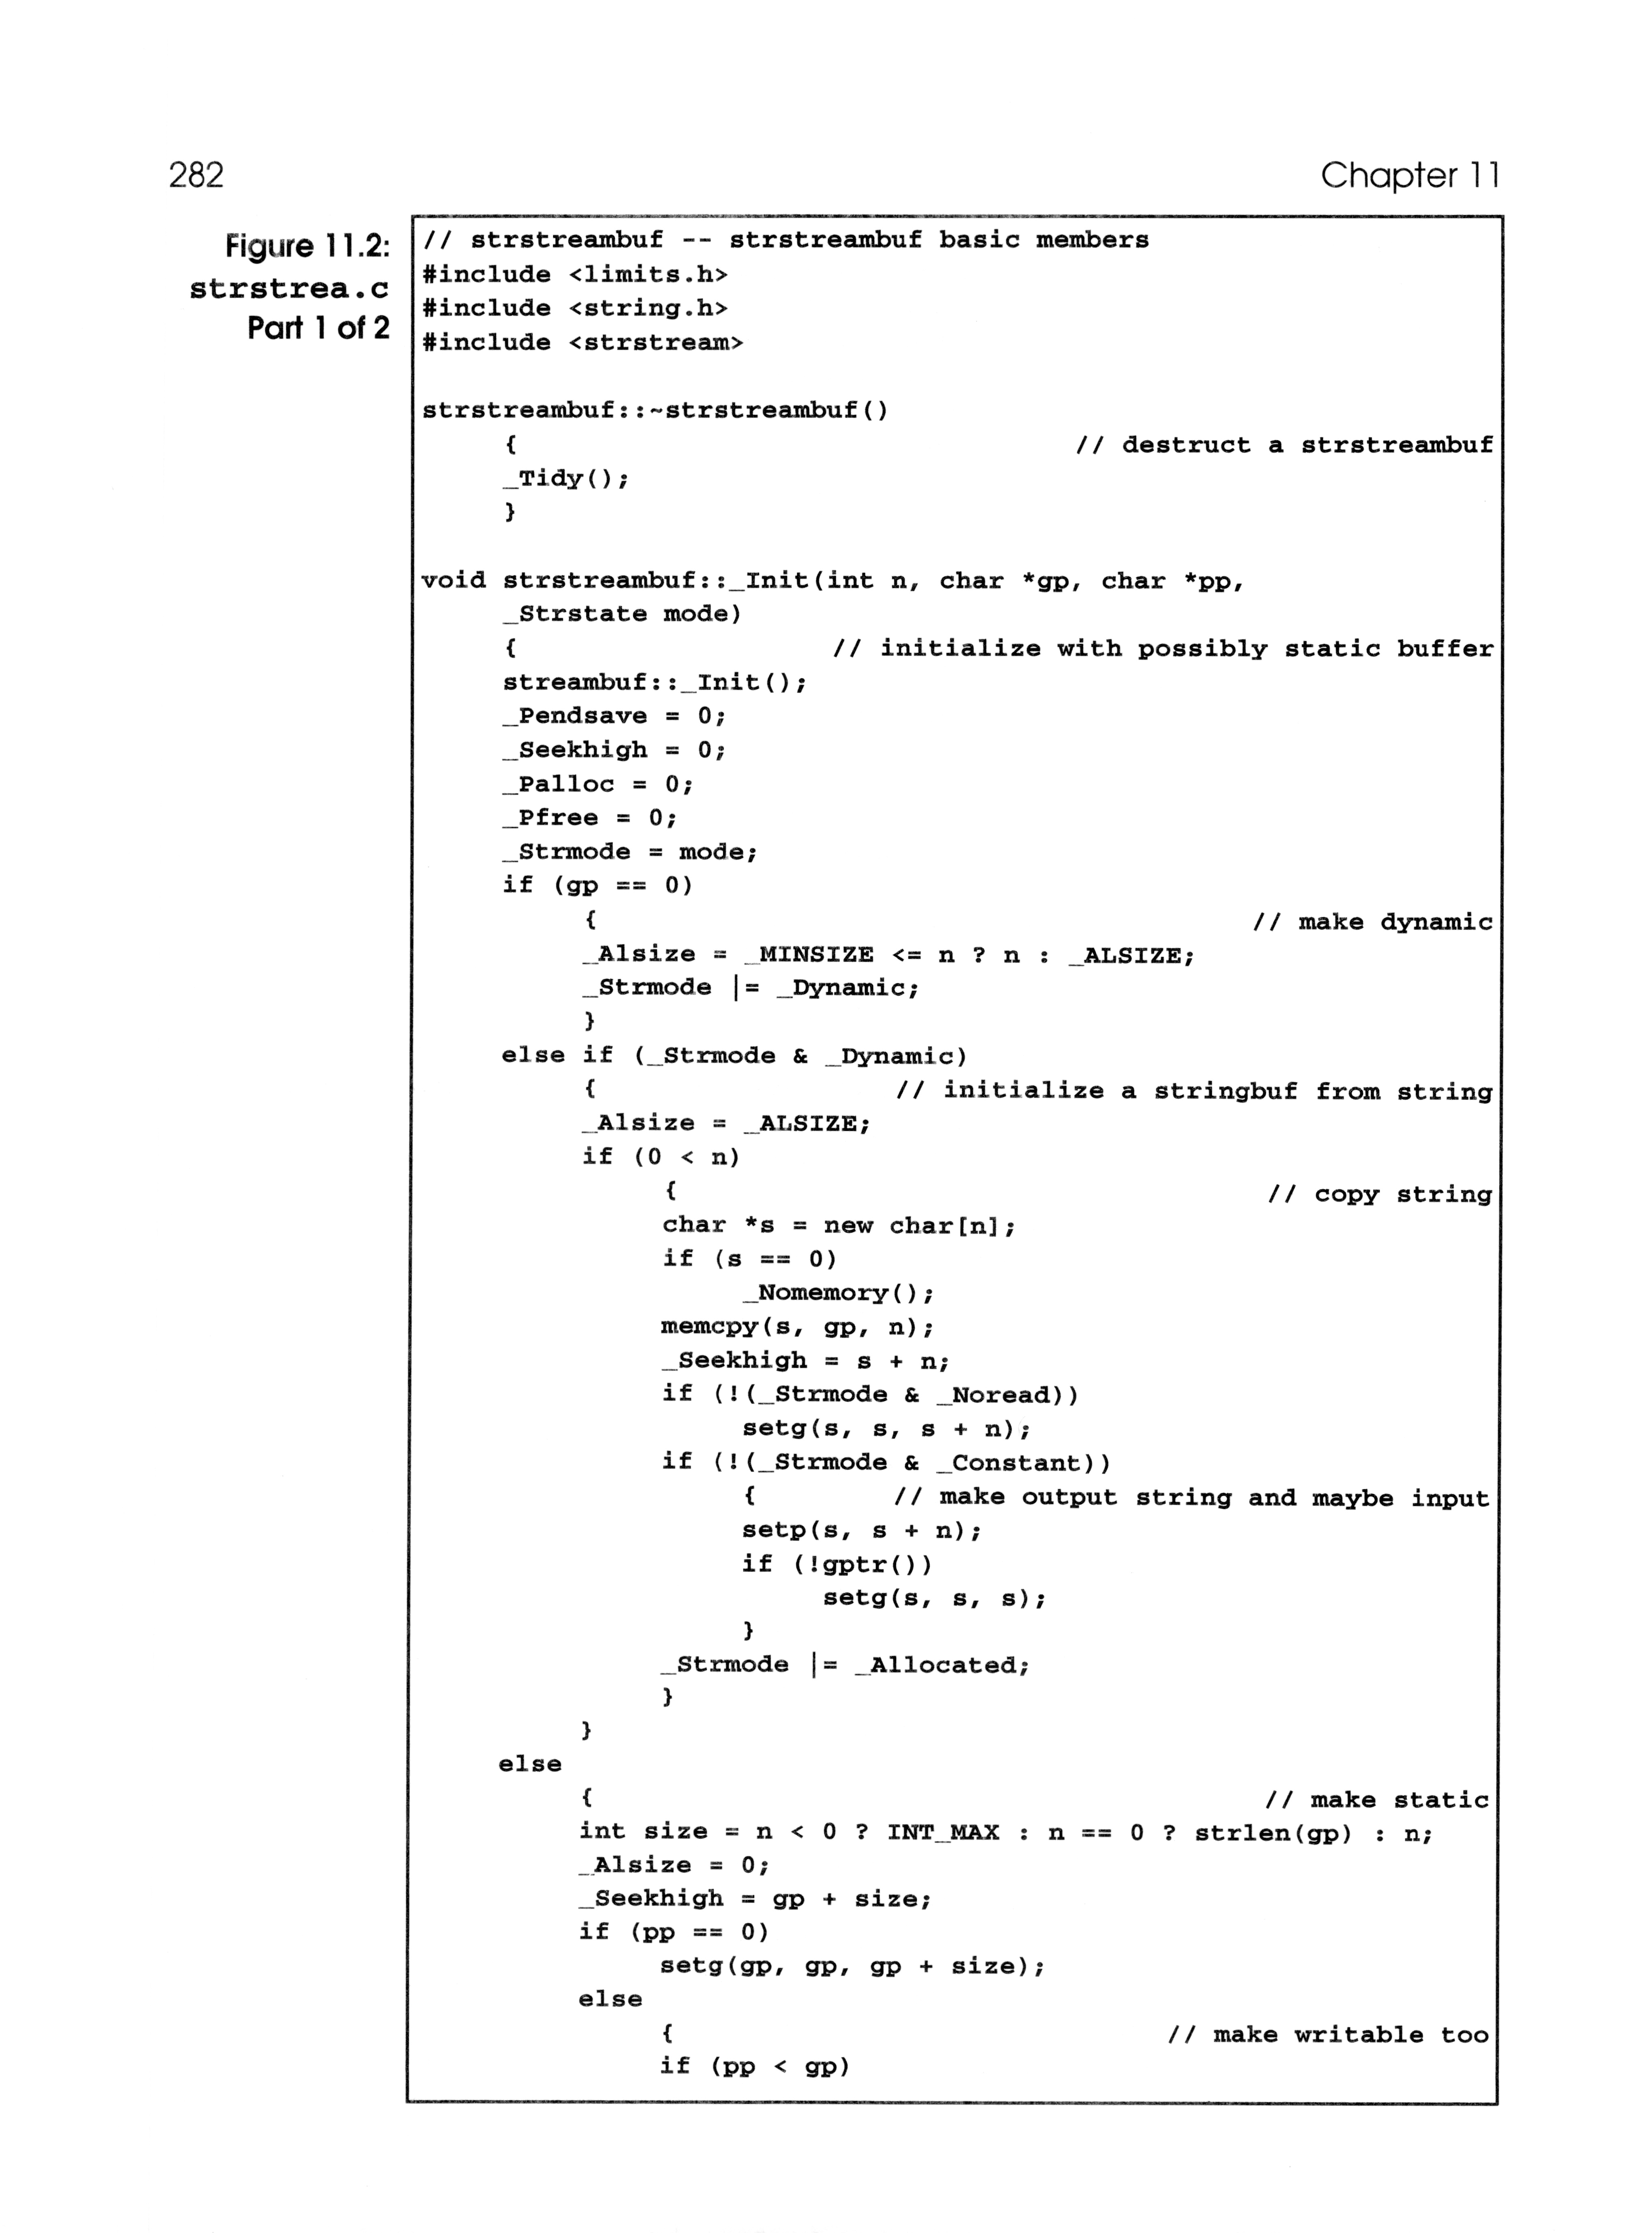 282
Chapter 11
Figure 11.2:
strstrea.c
Part 1 of 2
// strstreambuf -- strstreambuf basic members
#include <limits.h>
#include <string.h>
#include <strstream>
strstreambuf::~strstreambuf()
{ // destruct a strstreambuf
_Tidy();
}
void strstreambuf::_Init(int n, char *gp, char *pp,
_Strstate mode)
{ // initialize with possibly static buffer
streambuf::_Init();
_Pendsave = 0;
_Seekhigh = 0;
_Palloc = 0;
_Pfree = 0;
_Strmode = mode;
if (gp == 0)
{ // make dynamic
_Alsize = _MINSIZE <= n ? n : _ALSIZE;
_Strmode |= _Dynamic;
}
else if (_Strmode & _Dynamic)
{ // initialize a stringbuf from string
_Alsize = _ALSIZE;
if (0 < n)
{ // copy string
char *s = new char[n];
if (s == 0)
_Nomemory();
memcpy(s, gp, n);
_Seekhigh = s + n;
if (!(_Strmode & _Noread))
setg(s, s, s + n);
if (!(_Strmode & _Constant))
{ // make output string and maybe input
setp(s, s + n);
if (!gptr())
setg(s, s, s);
}
_Strmode |= _Allocated;
}
}
else
{ // make static
int size = n < 0 ? INT_MAX : n == 0 ? strlen(gp) : n;
_Alsize = 0;
_Seekhigh = gp + size;
if (pp == 0)
setg(gp, gp, gp + size);
else
{ // make writable too
if (pp < gp)